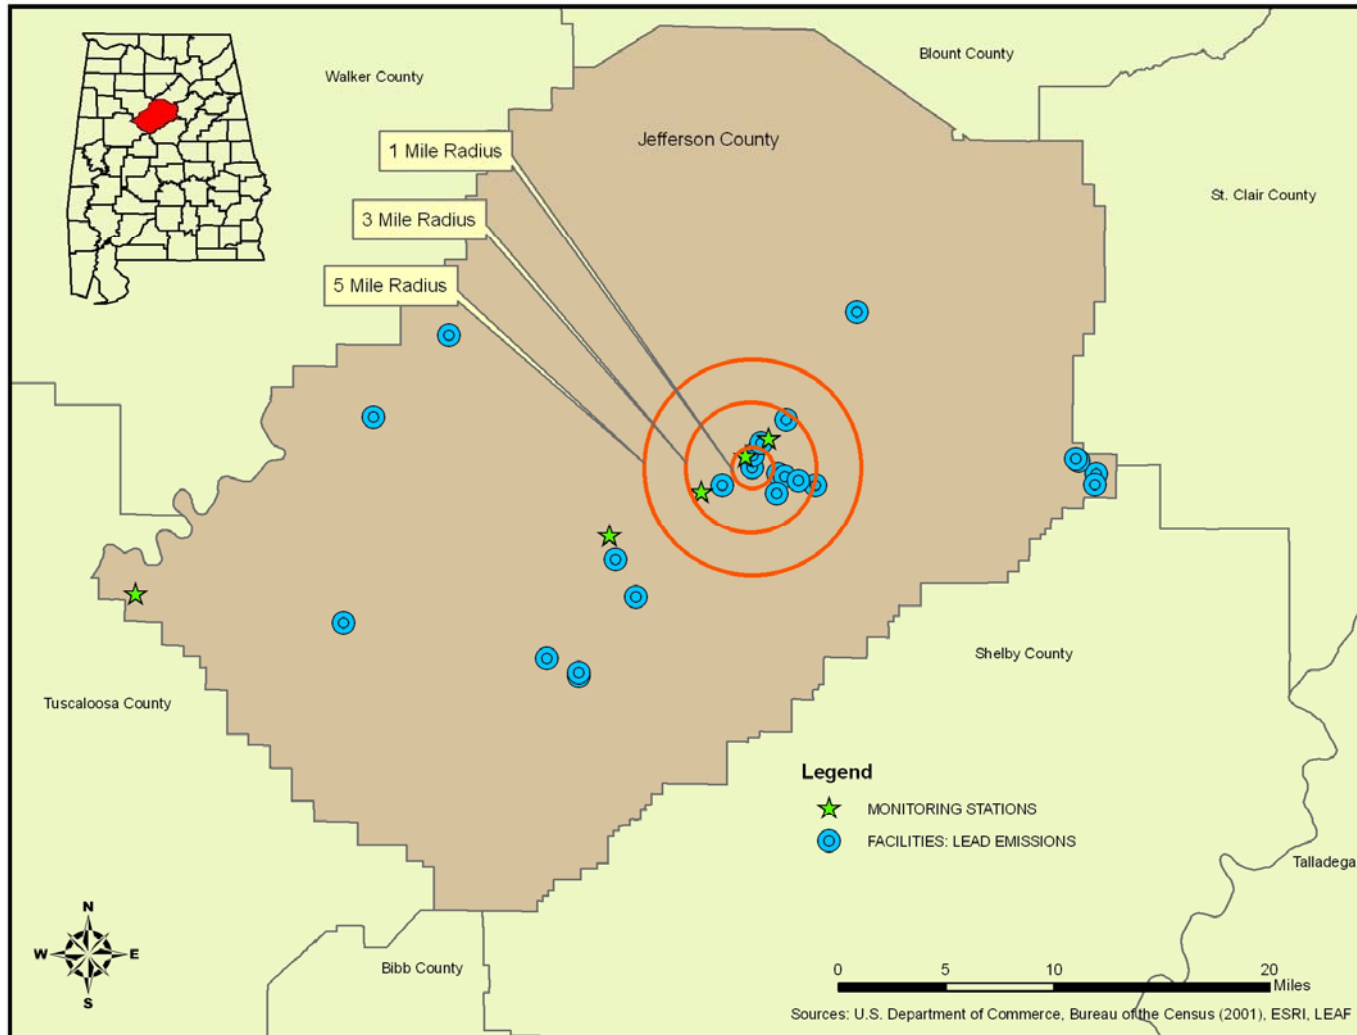 Walker County
Blount County
Jefferson County
1 Mile Radius
St. Clair County
3 Mile Radius
5 Mile Radius
Shelby County
Tuscaloosa County
Legend
MONITORING STATIONS
FACILITIES: LEAD EMISSIONS
Talladega
N
W E
S
Bibb County
0 5 10 20
Miles
Sources: U.S. Department of Commerce, Bureau of the Census (2001), ESRI, LEAF